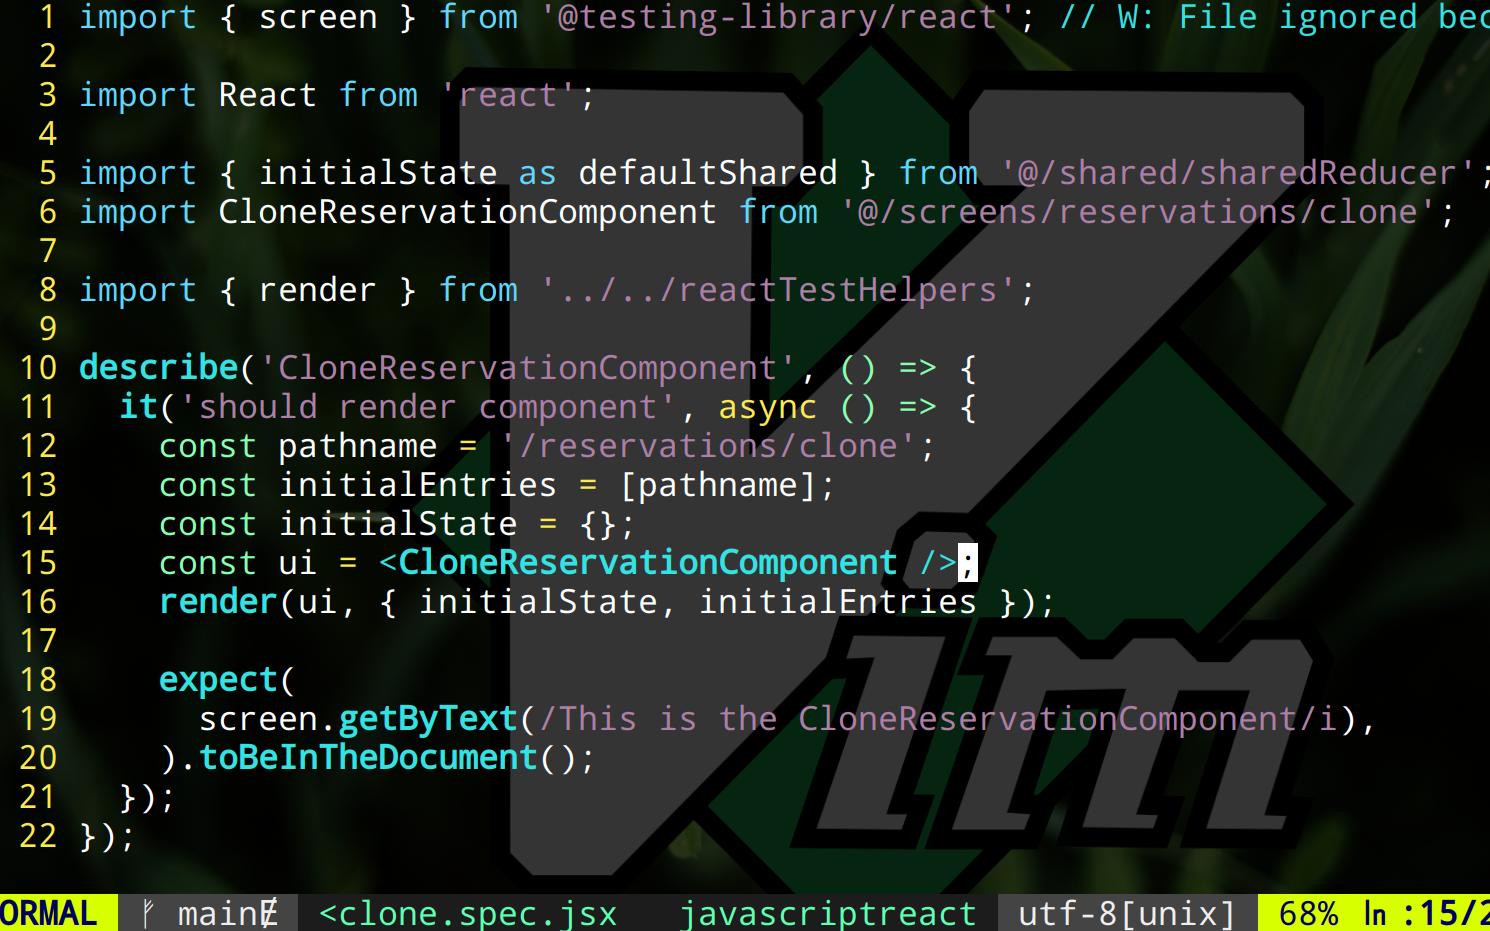 1 import { screen } from '@testing-library/react'; // W: File ignored bec
2
3 import React from 'react';
4
5 import { initialState as defaultShared } from '@/shared/sharedReducer';
6 import CloneReservationComponent from '@/screens/reservations/clone';
7
8 import { render } from '../../reactTestHelpers';
9
10 describe('CloneReservationComponent', () => {
11   it('should render component', async () => {
12     const pathname = '/reservations/clone';
13     const initialEntries = [pathname];
14     const initialState = {};
15     const ui = <CloneReservationComponent />;
16     render(ui, { initialState, initialEntries });
17
18     expect(
19       screen.getByText(/This is the CloneReservationComponent/i),
20     ).toBeInTheDocument();
21   });
22 });
Vim
ORMAL ᚠ mainɆ <clone.spec.jsx javascriptreact utf-8[unix] 68% ln :15/2